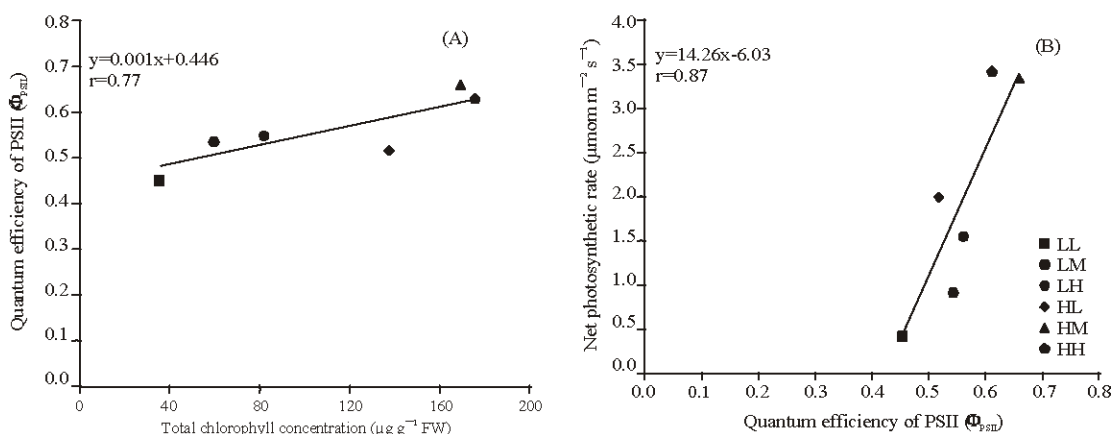 0.8
0.7
0.6
0.5
0.4
0.3
0.2
0.1
0.0
Quantum efficiency of PSII (ΦPSII)
y=0.001x+0.446
r=0.77
(A)
0
40
80
120
160
200
Total chlorophyll concentration (µg g⁻¹ FW)
4.0
3.5
3.0
2.5
2.0
1.5
1.0
0.5
0.0
Net photosynthetic rate (µmom m⁻² s⁻¹)
y=14.26x-6.03
r=0.87
(B)
LL
LM
LH
HL
HM
HH
0.0
0.1
0.2
0.3
0.4
0.5
0.6
0.7
0.8
Quantum efficiency of PSII (ΦPSII)